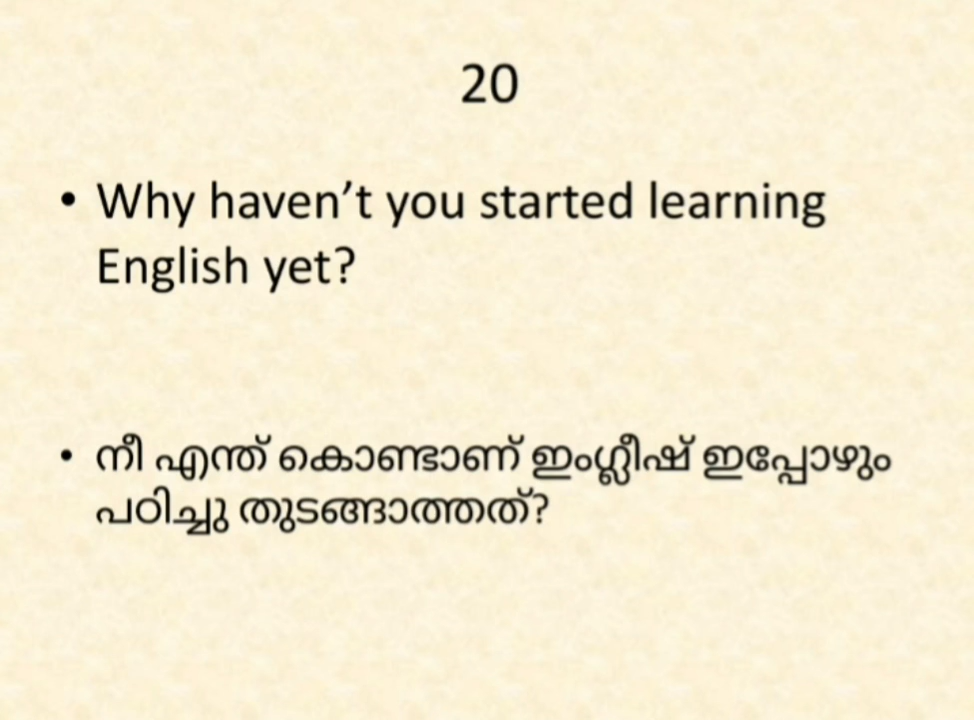 20
• Why haven’t you started learning
English yet?
• നീ എന്ത് കൊണ്ടാണ് ഇംഗ്ലീഷ് ഇപ്പോഴും
പഠിച്ചു തുടങ്ങാത്തത്?